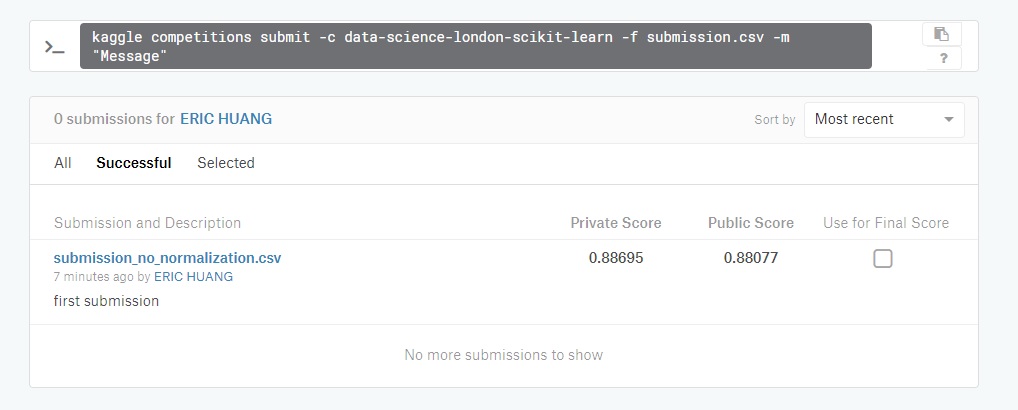 kaggle competitions submit -c data-science-london-scikit-learn -f submission.csv -m
"Message"
?
0 submissions for ERIC HUANG
Sort by Most recent
All Successful Selected
Submission and Description Private Score Public Score Use for Final Score
submission_no_normalization.csv 0.88695 0.88077
7 minutes ago by ERIC HUANG
first submission
No more submissions to show